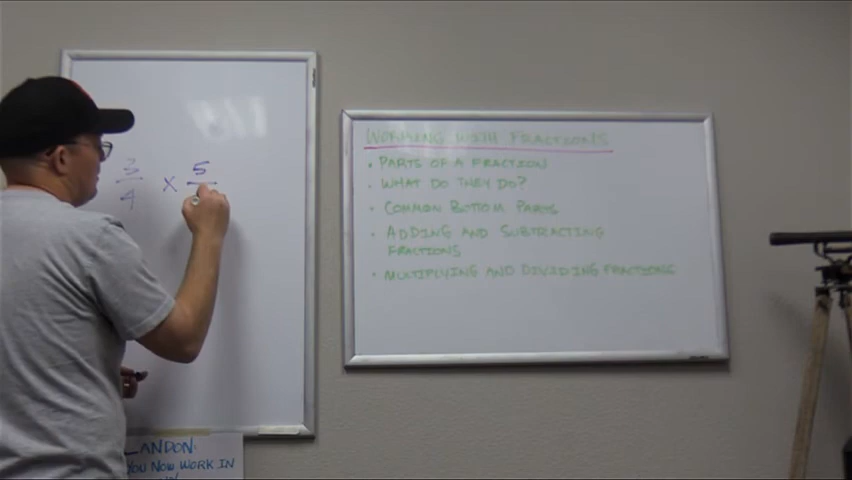 3
4
x
5
WORKING WITH FRACTIONS
• PARTS OF A FRACTION
• WHAT DO THEY DO?
• COMMON BOTTOM PARTS
• ADDING AND SUBTRACTING
FRACTIONS
• MULTIPLYING AND DIVIDING FRACTIONS
LANDON.
YOU NOW WORK IN